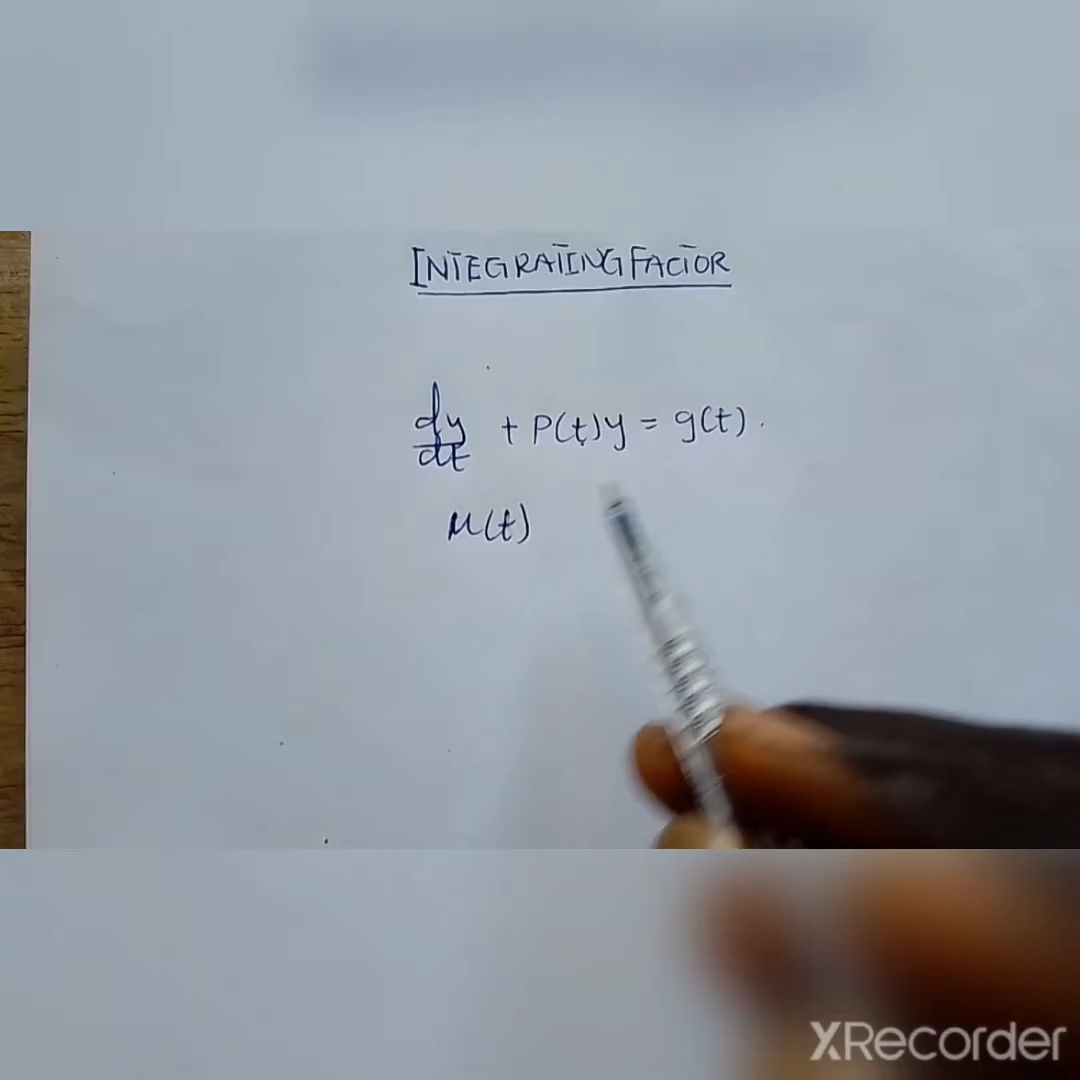 INTEGRATING FACTOR
dy/dt + P(t)y = g(t).
μ(t)
XRecorder